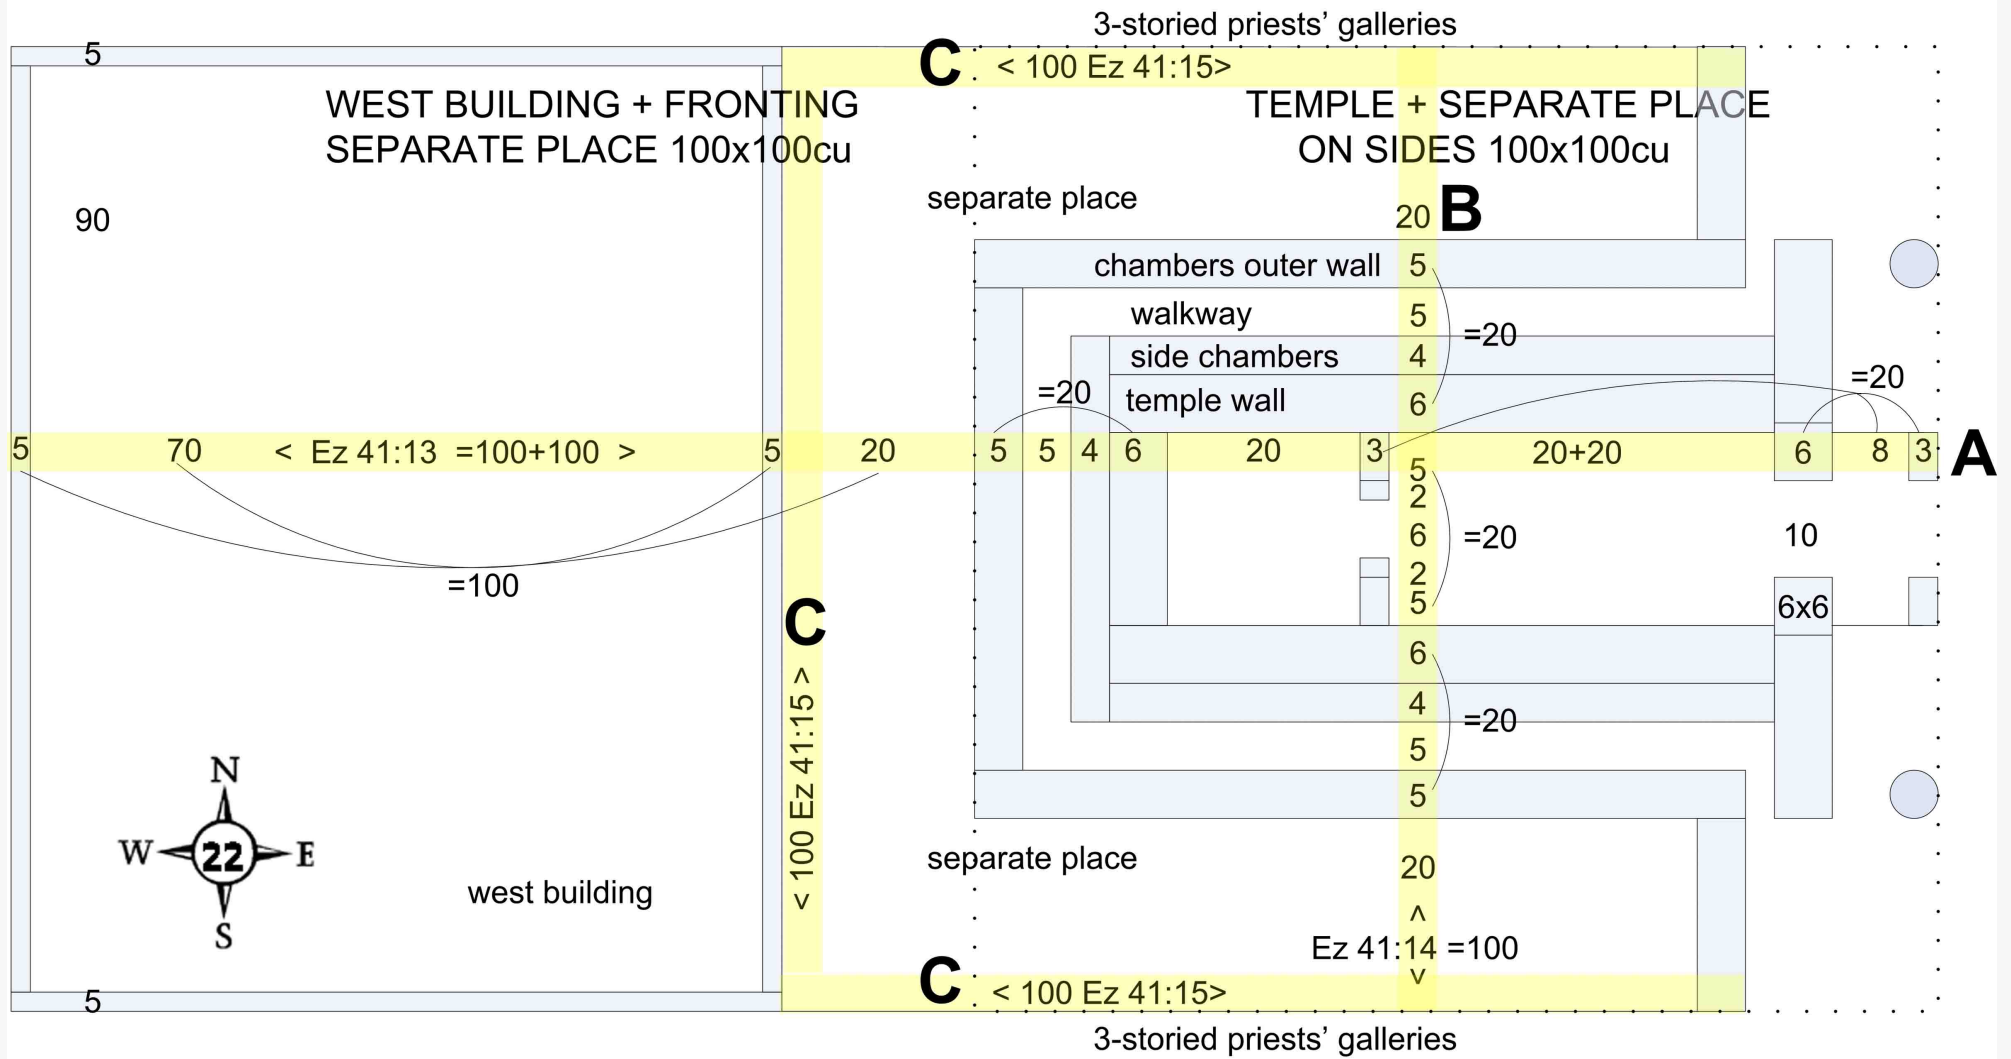 3-storied priests’ galleries
5
C
< 100 Ez 41:15>
WEST BUILDING + FRONTING
SEPARATE PLACE 100x100cu
TEMPLE + SEPARATE PLACE
ON SIDES 100x100cu
90
separate place
20
B
chambers outer wall
5
walkway
5
=20
side chambers
4
temple wall
6
=20
=20
5
70
< Ez 41:13 =100+100 >
5
20
5
5
4
6
20
3
20+20
6
8
3
A
5
2
6
2
5
=20
10
=100
C
< 100 Ez 41:15 >
6x6
6
4
=20
5
5
N
W
22
E
S
west building
separate place
20
<
Ez 41:14 =100
>
C
< 100 Ez 41:15>
5
3-storied priests’ galleries